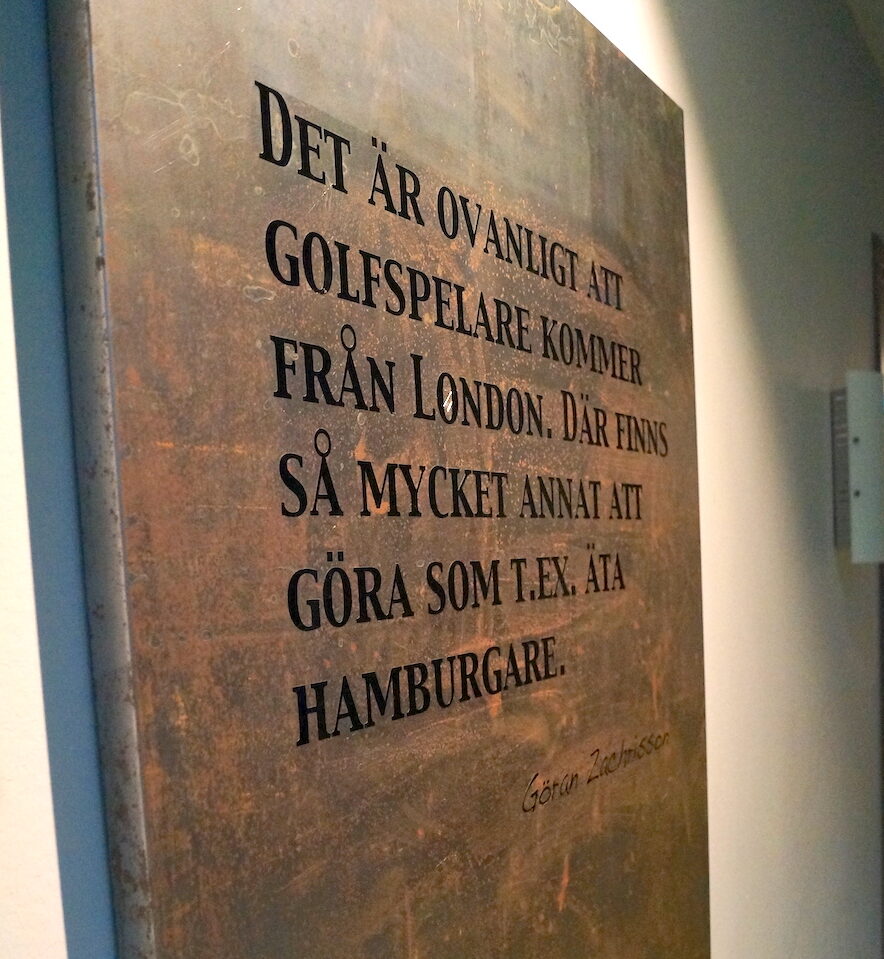 DET ÄR OVANLIGT ATT
GOLFSPELARE KOMMER
FRÅN LONDON. DÄR FINNS
SÅ MYCKET ANNAT ATT
GÖRA SOM T.EX. ÄTA
HAMBURGARE.
Göran Zachrisson